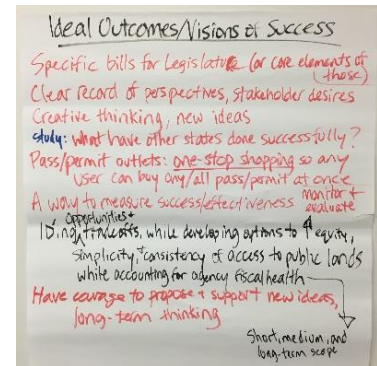 Ideal Outcomes/Visions of Success
Specific bills for Legislature (or core elements of
those)
Clear record of perspectives, stakeholder desires
Creative thinking, new ideas
study: what have other states done successfully?
Pass/permit outlets: one-stop shopping so any
user can buy any/all pass/permit at once
A way to measure success/effectiveness monitor +
evaluate
Opportunities +
IDing tradeoffs, while developing options to ↑ equity,
simplicity, + consistency of access to public lands
while accounting for agency fiscal health
Have courage to propose + support new ideas,
long-term thinking
Short, medium, and
long-term scope